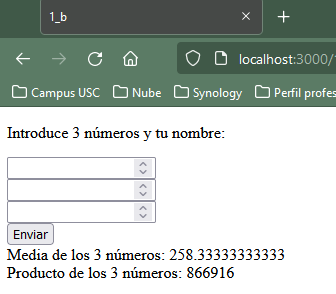 1_b
localhost:3000/
Campus USC Nube Synology Perfil profes
Introduce 3 números y tu nombre:
Enviar
Media de los 3 números: 258.33333333333
Producto de los 3 números: 866916